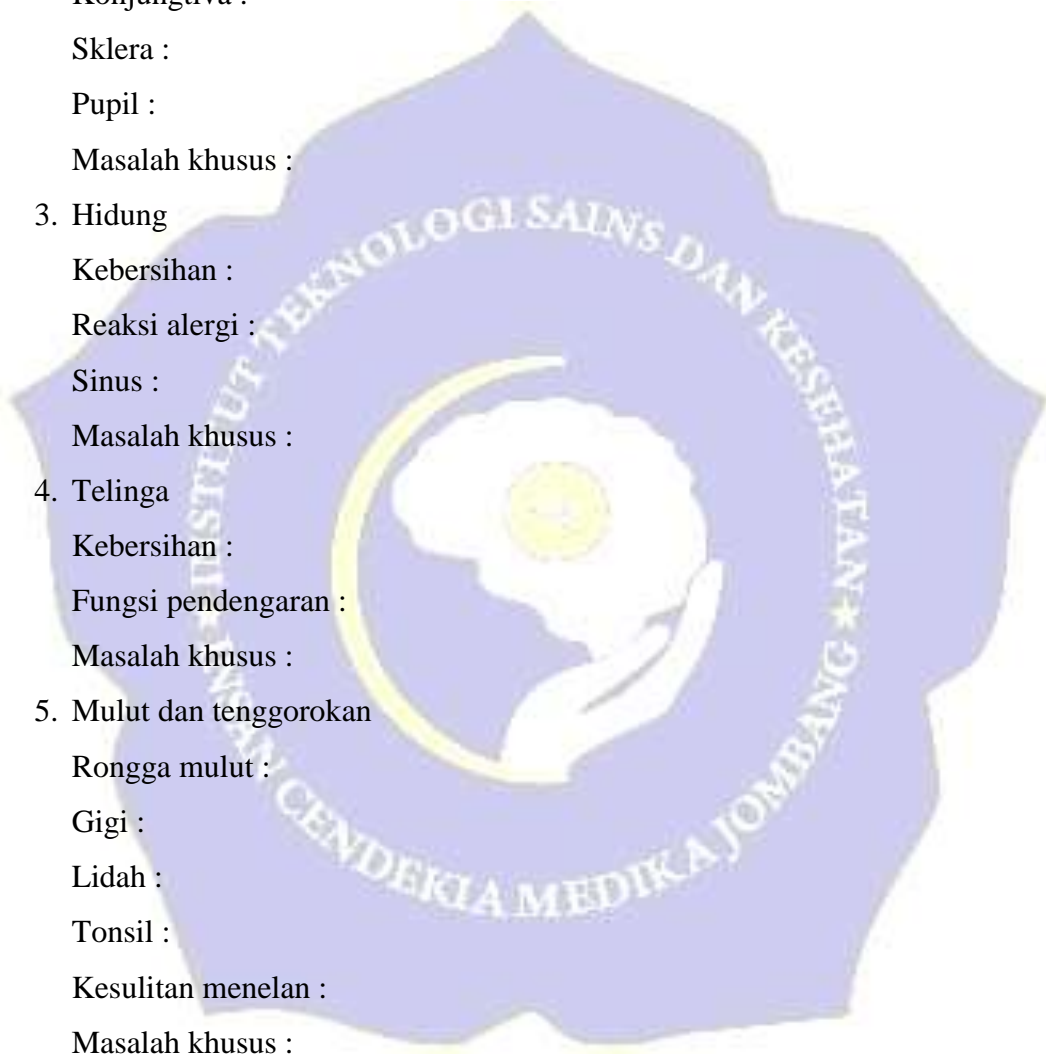 Konjungtiva :
Sklera :
Pupil :
Masalah khusus :
3. Hidung
Kebersihan :
Reaksi alergi :
Sinus :
Masalah khusus :
4. Telinga
Kebersihan :
Fungsi pendengaran :
Masalah khusus :
5. Mulut dan tenggorokan
Rongga mulut :
Gigi :
Lidah :
Tonsil :
Kesulitan menelan :
Masalah khusus :
INSTITUT TEKNOLOGI SAINS DAN KESEHATAN
INSAN CENDEKIA MEDIKA JOMBANG